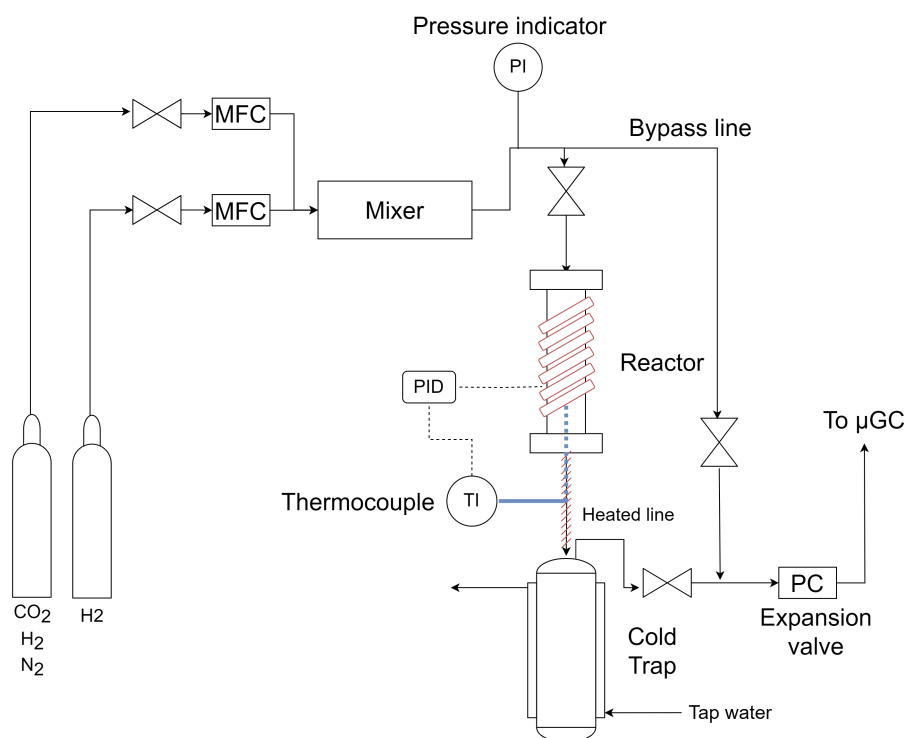 Pressure indicator
PI
MFC
Bypass line
MFC
Mixer
Reactor
PID
To µGC
Thermocouple
TI
Heated line
PC
CO₂
H₂
N₂
H2
Expansion
valve
Cold
Trap
Tap water